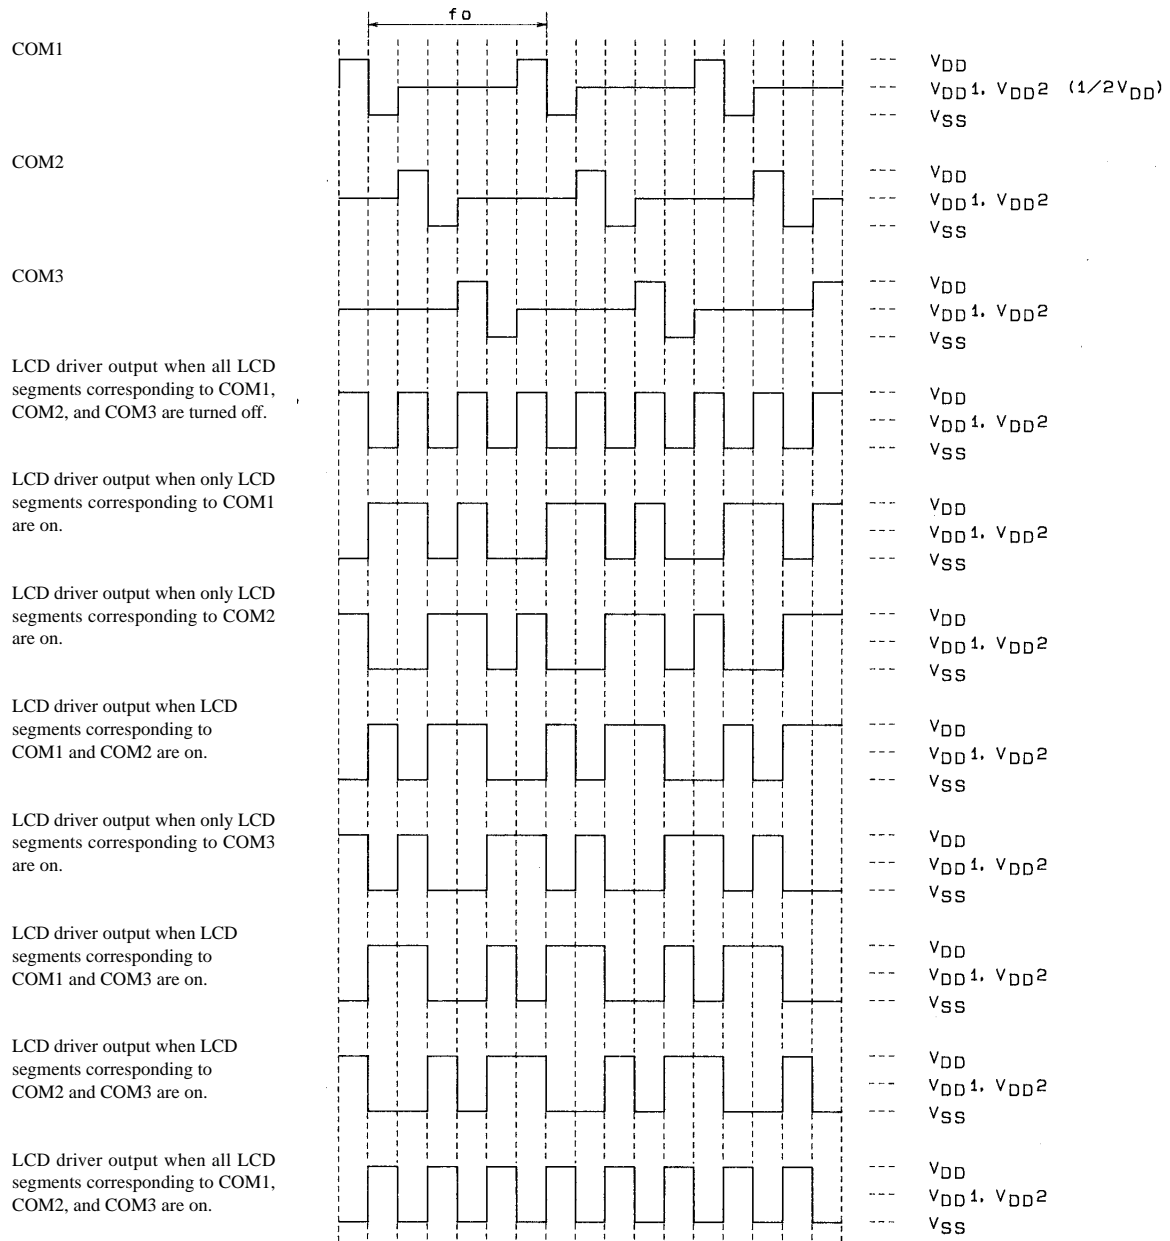 fo
COM1
VDD
VDD1, VDD2 (1/2VDD)
VSS
COM2
VDD
VDD1, VDD2
VSS
COM3
VDD
VDD1, VDD2
VSS
LCD driver output when all LCD
segments corresponding to COM1,
COM2, and COM3 are turned off.
VDD
VDD1, VDD2
VSS
LCD driver output when only LCD
segments corresponding to COM1
are on.
VDD
VDD1, VDD2
VSS
LCD driver output when only LCD
segments corresponding to COM2
are on.
VDD
VDD1, VDD2
VSS
LCD driver output when LCD
segments corresponding to
COM1 and COM2 are on.
VDD
VDD1, VDD2
VSS
LCD driver output when only LCD
segments corresponding to COM3
are on.
VDD
VDD1, VDD2
VSS
LCD driver output when LCD
segments corresponding to
COM1 and COM3 are on.
VDD
VDD1, VDD2
VSS
LCD driver output when LCD
segments corresponding to
COM2 and COM3 are on.
VDD
VDD1, VDD2
VSS
LCD driver output when all LCD
segments corresponding to COM1,
COM2, and COM3 are on.
VDD
VDD1, VDD2
VSS